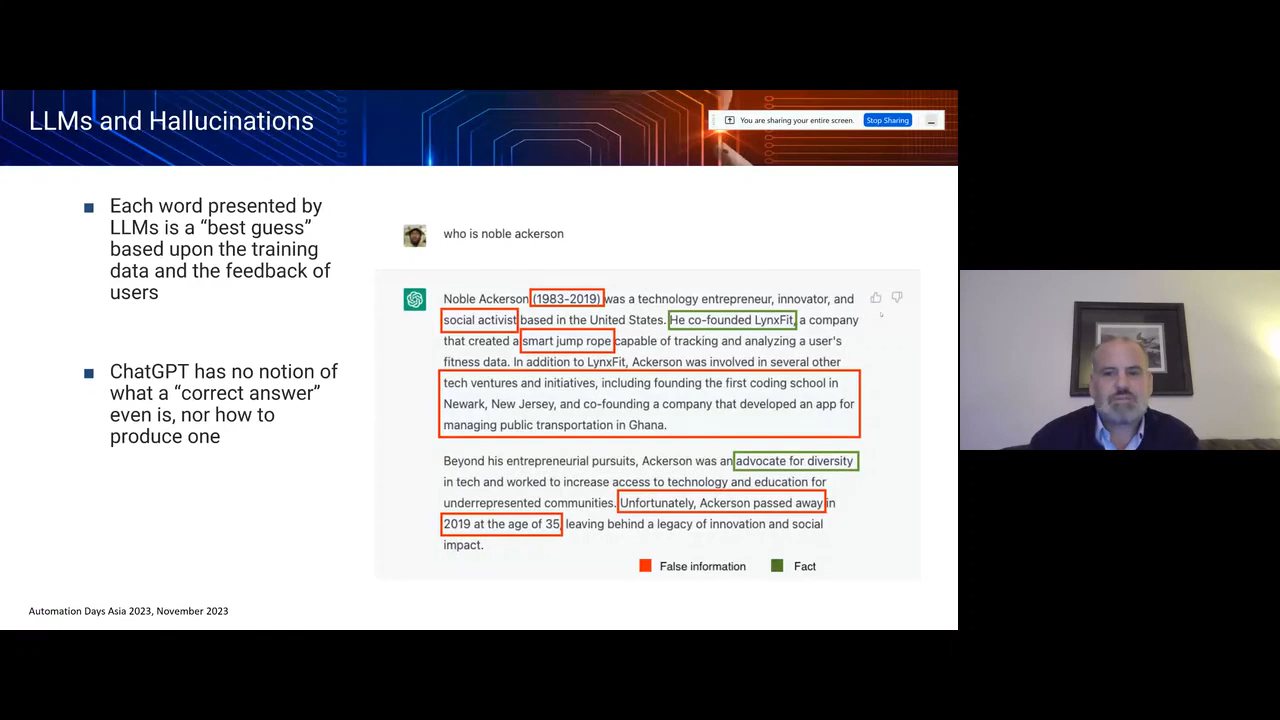 LLMs and Hallucinations
You are sharing your entire screen.
Stop Sharing
Each word presented by
LLMs is a “best guess”
based upon the training
data and the feedback of
users
ChatGPT has no notion of
what a “correct answer”
even is, nor how to
produce one
who is noble ackerson
Noble Ackerson (1983-2019) was a technology entrepreneur, innovator, and
social activist based in the United States. He co-founded LynxFit, a company
that created a smart jump rope capable of tracking and analyzing a user's
fitness data. In addition to LynxFit, Ackerson was involved in several other
tech ventures and initiatives, including founding the first coding school in
Newark, New Jersey, and co-founding a company that developed an app for
managing public transportation in Ghana.
Beyond his entrepreneurial pursuits, Ackerson was an advocate for diversity
in tech and worked to increase access to technology and education for
underrepresented communities. Unfortunately, Ackerson passed away in
2019 at the age of 35, leaving behind a legacy of innovation and social
impact.
False information
Fact
Automation Days Asia 2023, November 2023